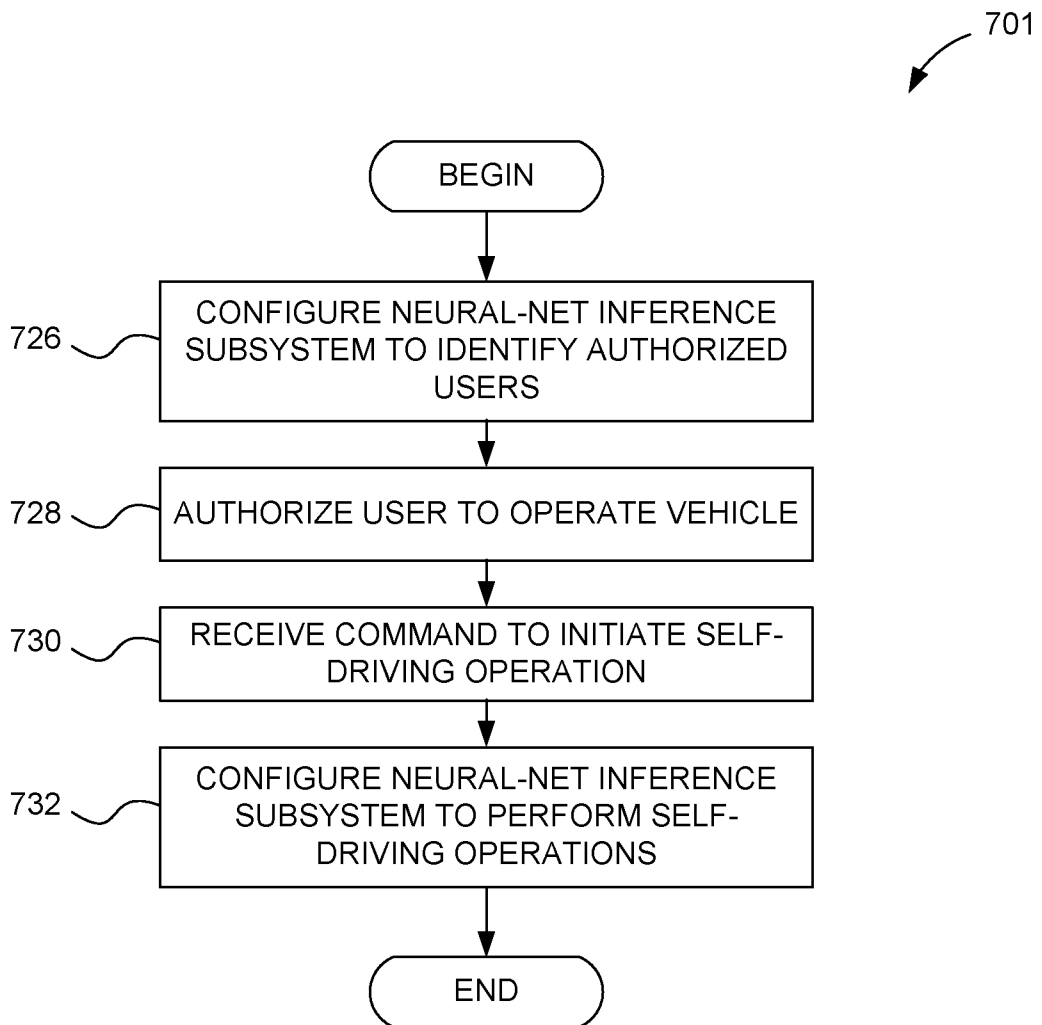 701
BEGIN
726
CONFIGURE NEURAL-NET INFERENCE
SUBSYSTEM TO IDENTIFY AUTHORIZED
USERS
728
AUTHORIZE USER TO OPERATE VEHICLE
730
RECEIVE COMMAND TO INITIATE SELF-
DRIVING OPERATION
732
CONFIGURE NEURAL-NET INFERENCE
SUBSYSTEM TO PERFORM SELF-
DRIVING OPERATIONS
END